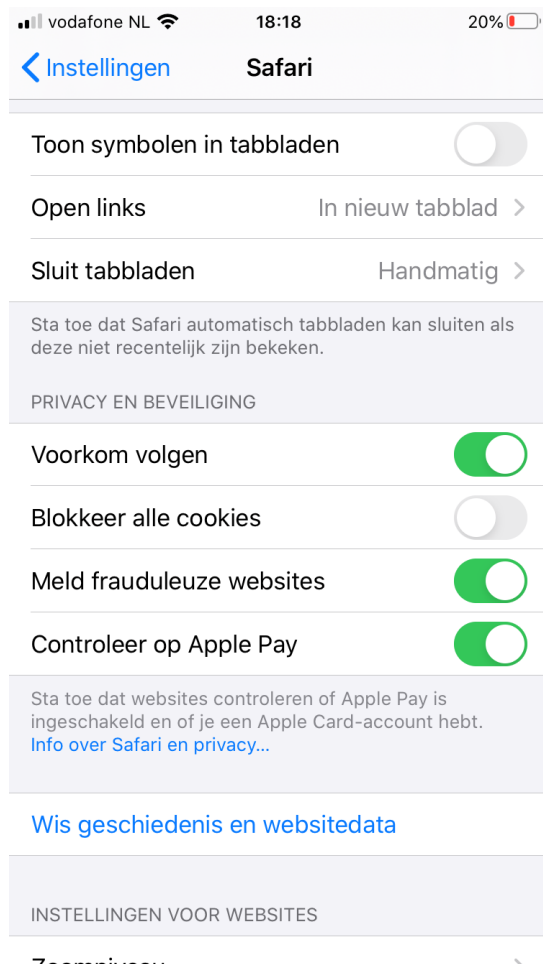 vodafone NL 18:18 20%
Instellingen Safari
Toon symbolen in tabbladen
Open links In nieuw tabblad
Sluit tabbladen Handmatig
Sta toe dat Safari automatisch tabbladen kan sluiten als
deze niet recentelijk zijn bekeken.
PRIVACY EN BEVEILIGING
Voorkom volgen
Blokkeer alle cookies
Meld frauduleuze websites
Controleer op Apple Pay
Sta toe dat websites controleren of Apple Pay is
ingeschakeld en of je een Apple Card-account hebt.
Info over Safari en privacy...
Wis geschiedenis en websitedata
INSTELLINGEN VOOR WEBSITES
Zoomniveau